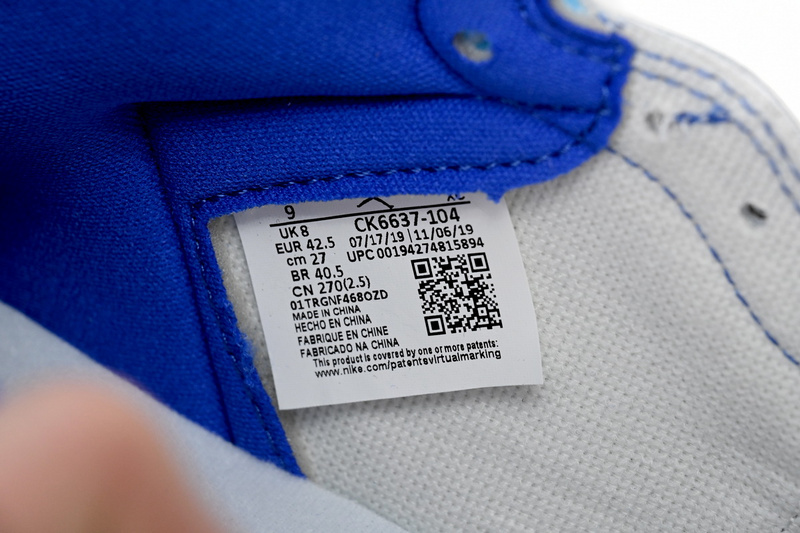 9
UK 8 CK6637-104
EUR 42.5 07/17/19 | 11/06/19
cm 27 UPC 00194274815894
BR 40.5
CN 270(2.5)
01TRGNF468OZD
MADE IN CHINA
HECHO EN CHINA
FABRIQUE EN CHINE
FABRICADO NA CHINA
This product is covered by one or more patents:
www.nike.com/patentsvirtualmarking